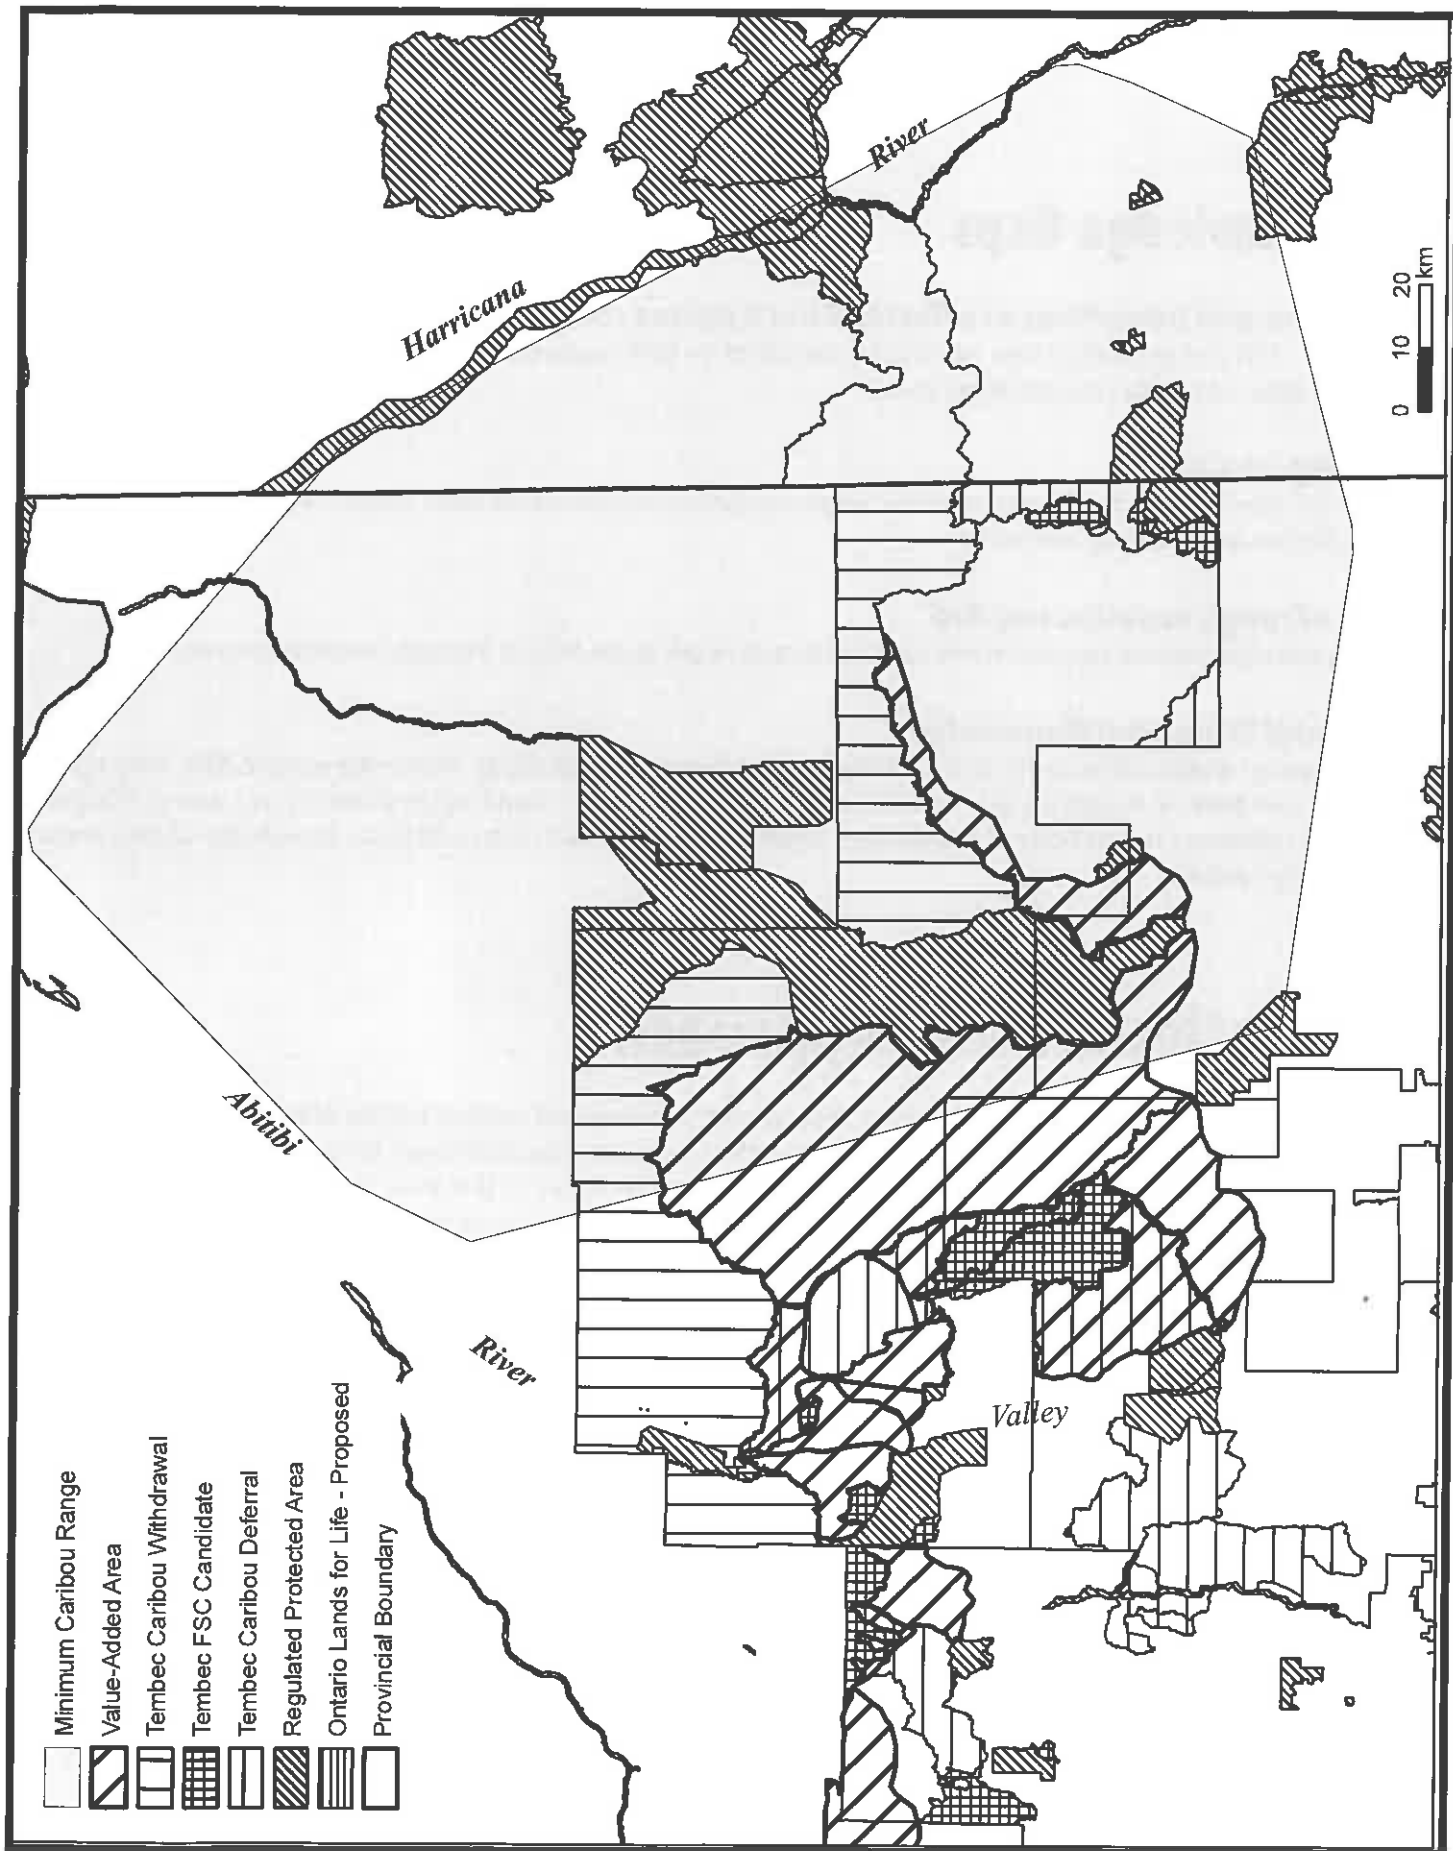 Harricana
River
Abitibi
River
Valley
Minimum Caribou Range
Value-Added Area
Tembec Caribou Withdrawal
Tembec FSC Candidate
Tembec Caribou Deferral
Regulated Protected Area
Ontario Lands for Life - Proposed
Provincial Boundary
0 10 20
km